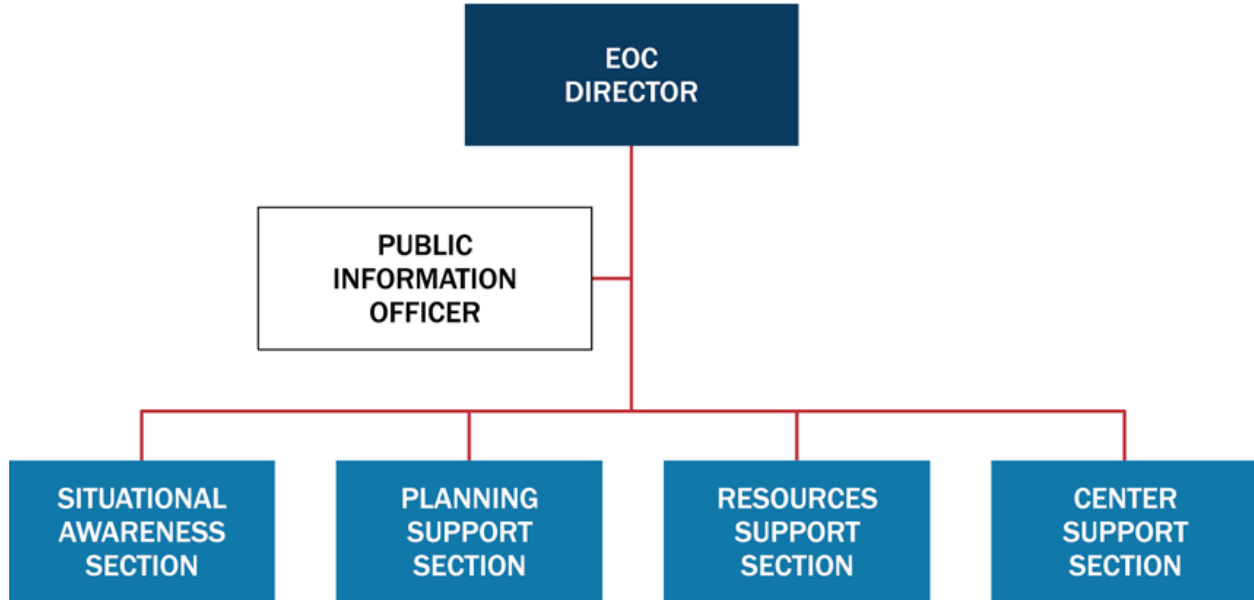 EOC
DIRECTOR
PUBLIC
INFORMATION
OFFICER
SITUATIONAL
AWARENESS
SECTION
PLANNING
SUPPORT
SECTION
RESOURCES
SUPPORT
SECTION
CENTER
SUPPORT
SECTION